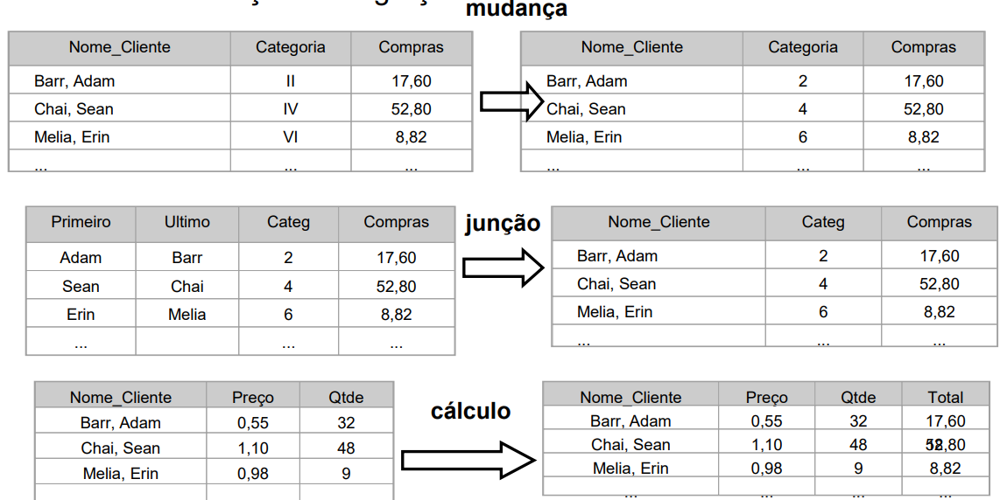 mudança
Nome_Cliente Categoria Compras
Barr, Adam II 17,60
Chai, Sean IV 52,80
Melia, Erin VI 8,82
... ... ...
Nome_Cliente Categoria Compras
Barr, Adam 2 17,60
Chai, Sean 4 52,80
Melia, Erin 6 8,82
... ... ...
Primeiro Ultimo Categ Compras
Adam Barr 2 17,60
Sean Chai 4 52,80
Erin Melia 6 8,82
... ... ...
junção
Nome_Cliente Categ Compras
Barr, Adam 2 17,60
Chai, Sean 4 52,80
Melia, Erin 6 8,82
... ... ...
Nome_Cliente Preço Qtde
Barr, Adam 0,55 32
Chai, Sean 1,10 48
Melia, Erin 0,98 9
cálculo
Nome_Cliente Preço Qtde Total
Barr, Adam 0,55 32 17,60
Chai, Sean 1,10 48
Melia, Erin 0,98 9 8,82
... ... ... ...